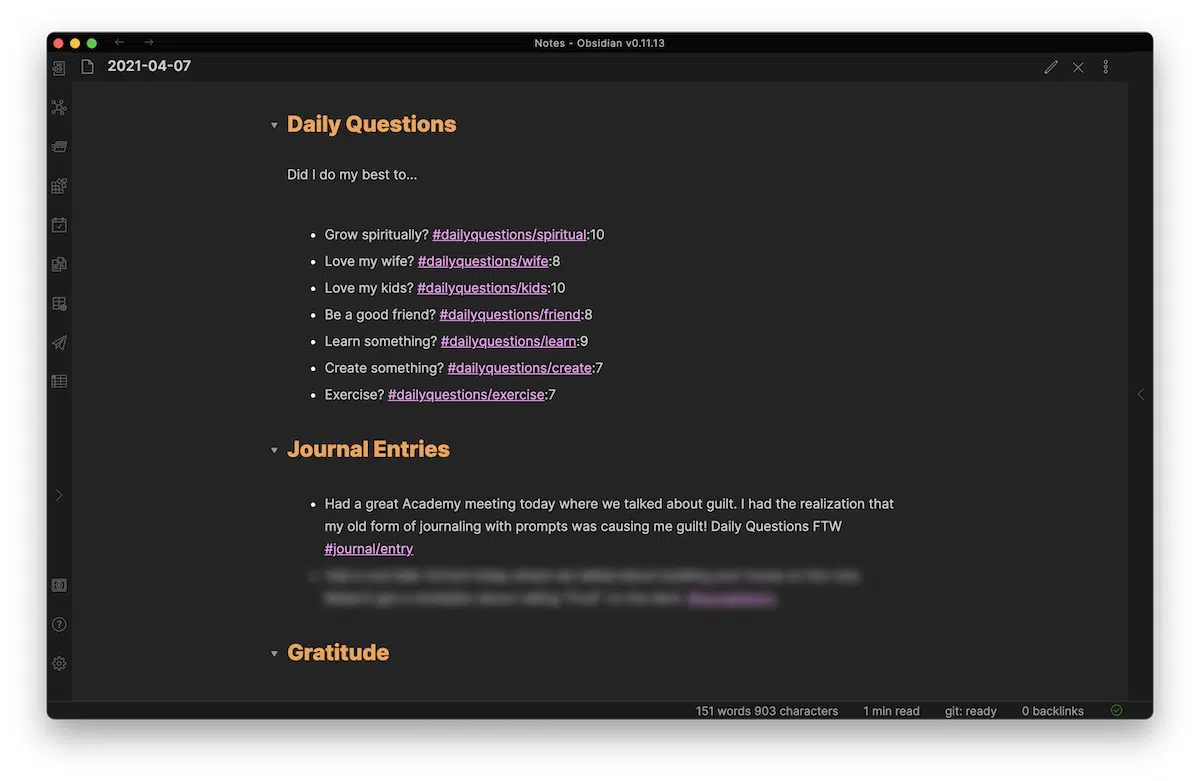 Notes - Obsidian v0.11.13
2021-04-07
Daily Questions
Did I do my best to...
Grow spiritually? #dailyquestions/spiritual:10
Love my wife? #dailyquestions/wife:8
Love my kids? #dailyquestions/kids:10
Be a good friend? #dailyquestions/friend:8
Learn something? #dailyquestions/learn:9
Create something? #dailyquestions/create:7
Exercise? #dailyquestions/exercise:7
Journal Entries
Had a great Academy meeting today where we talked about guilt. I had the realization that
my old form of journaling with prompts was causing me guilt! Daily Questions FTW
#journal/entry
Gratitude
151 words 903 characters 1 min read git: ready 0 backlinks